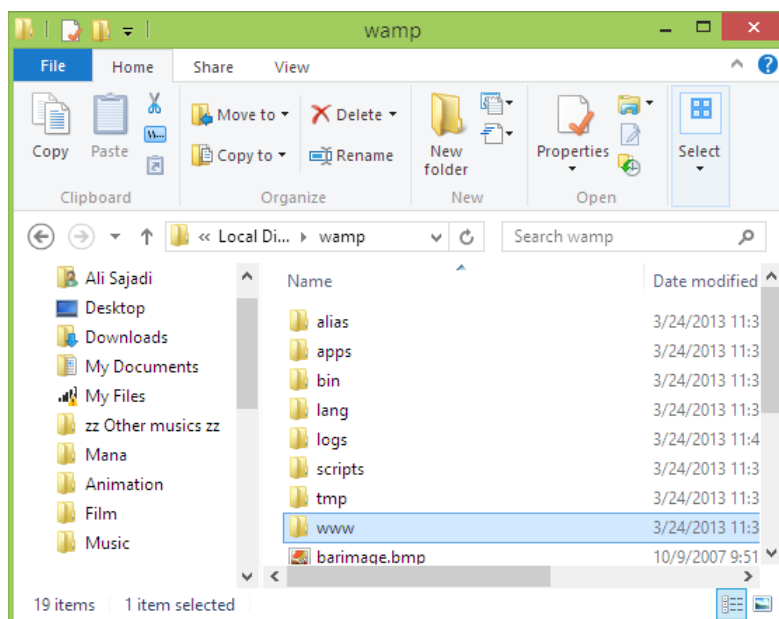 wamp
File Home Share View
Copy Paste Move to Copy to Delete Rename New folder Properties Select
Clipboard Organize New Open
« Local Di... wamp Search wamp
Name Date modified
Ali Sajadi
Desktop
Downloads
My Documents
My Files
zz Other musics zz
Mana
Animation
Film
Music
alias 3/24/2013 11:3
apps 3/24/2013 11:3
bin 3/24/2013 11:3
lang 3/24/2013 11:3
logs 3/24/2013 11:4
scripts 3/24/2013 11:3
tmp 3/24/2013 11:3
www 3/24/2013 11:3
barimage.bmp 10/9/2007 9:51
19 items 1 item selected